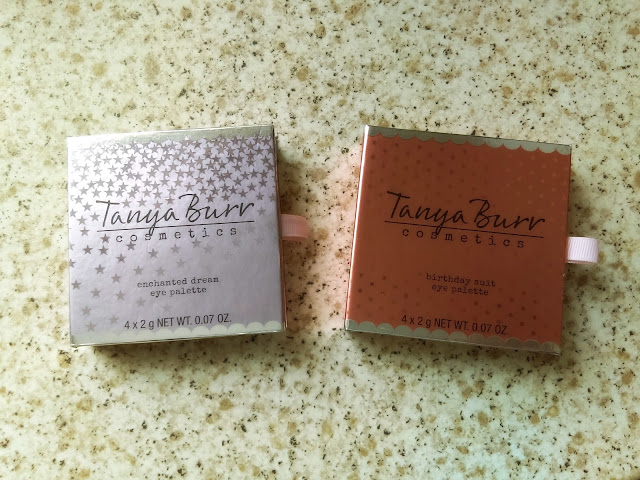 Tanya Burr
cosmetics
enchanted dream
eye palette
4 x 2 g NET WT. 0.07 OZ.
Tanya Burr
cosmetics
birthday suit
eye palette
4 x 2 g NET WT. 0.07 OZ